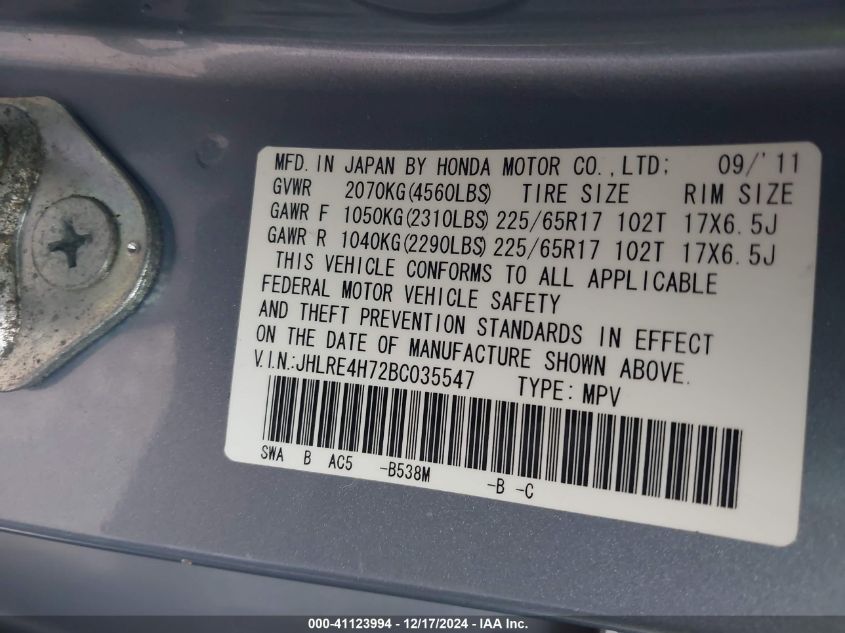 MFD. IN JAPAN BY HONDA MOTOR CO.,LTD; 09/'11
GVWR 2070KG(4560LBS) TIRE SIZE RIM SIZE
GAWR F 1050KG(2310LBS) 225/65R17 102T 17X6.5J
GAWR R 1040KG(2290LBS) 225/65R17 102T 17X6.5J
THIS VEHICLE CONFORMS TO ALL APPLICABLE
FEDERAL MOTOR VEHICLE SAFETY
AND THEFT PREVENTION STANDARDS IN EFFECT
ON THE DATE OF MANUFACTURE SHOWN ABOVE.
V.I.N.:JHLRE4H72BC035547 TYPE: MPV
SWA B AC5 -B538M -B -C
000-41123994 - 12/17/2024 - IAA Inc.